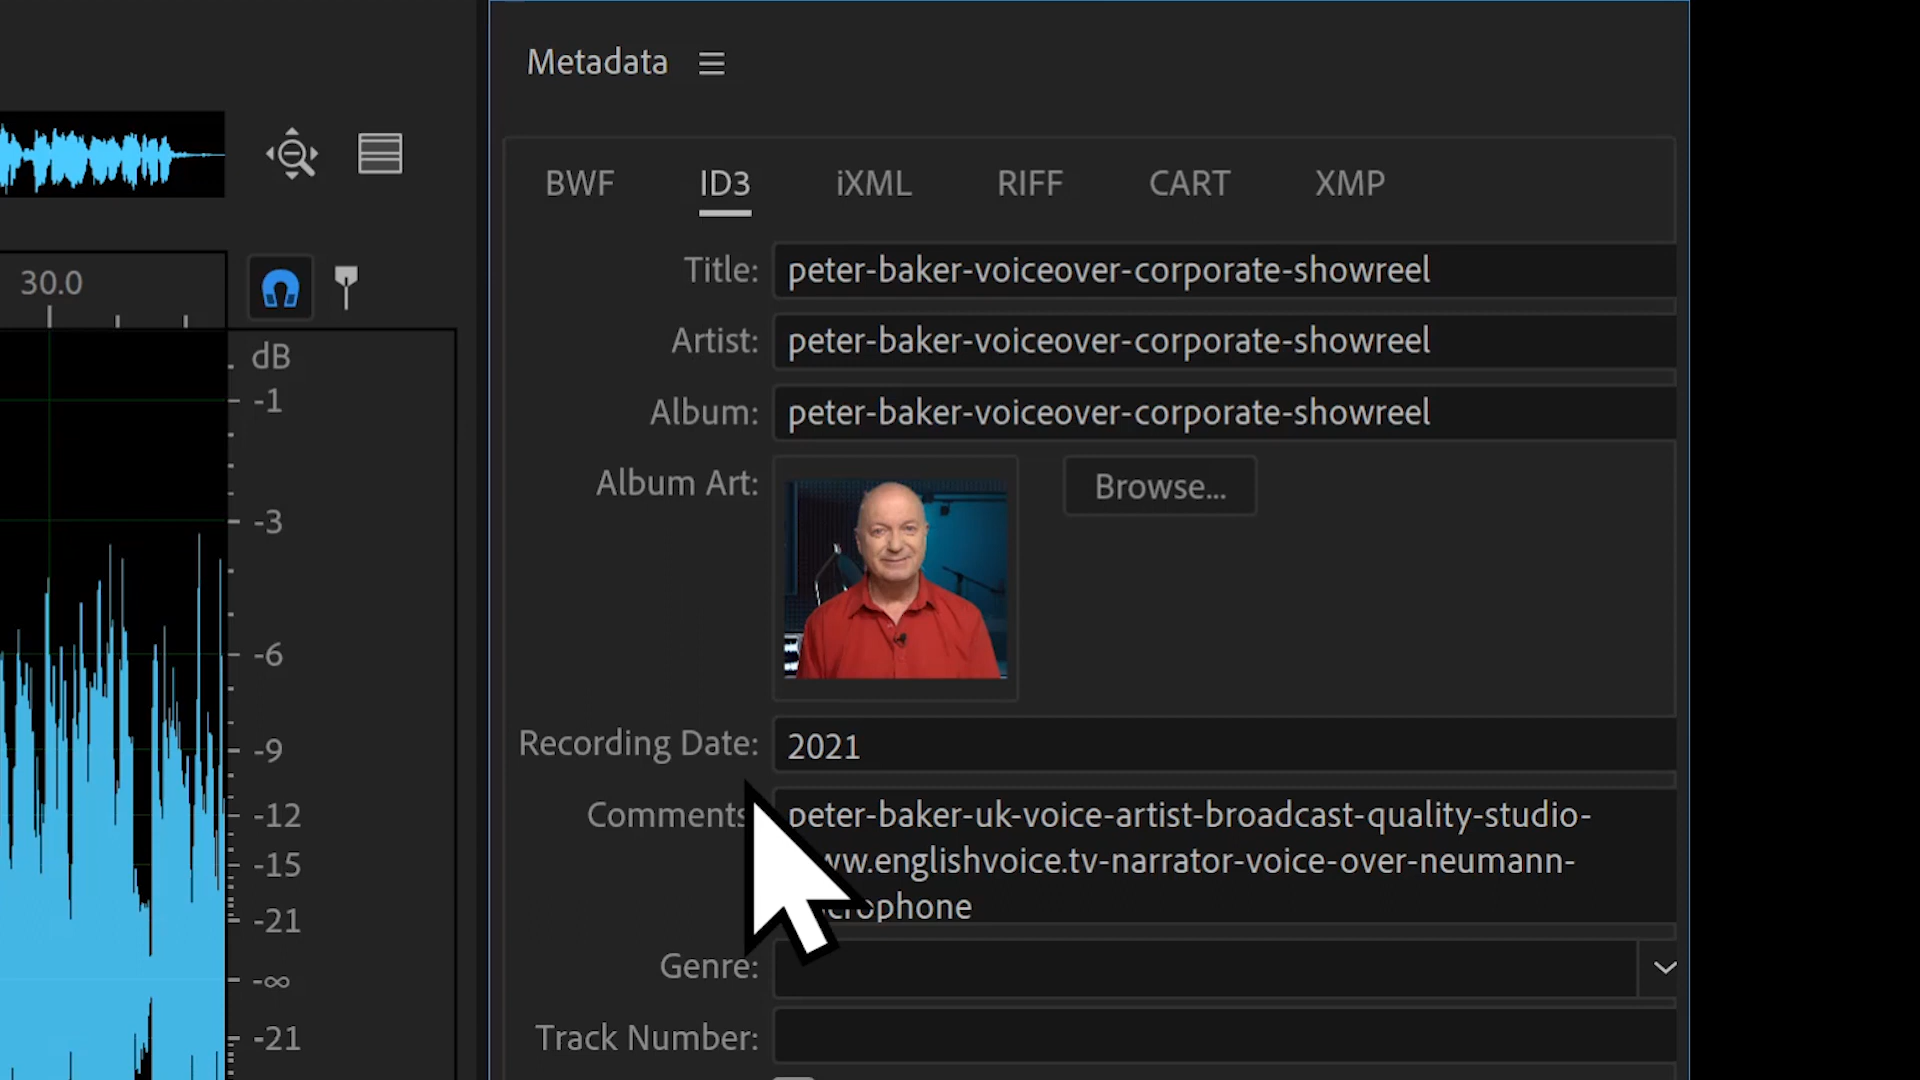 Metadata
BWF ID3 iXML RIFF CART XMP
30.0
Title: peter-baker-voiceover-corporate-showreel
Artist: peter-baker-voiceover-corporate-showreel
Album: peter-baker-voiceover-corporate-showreel
Album Art: Browse...
dB
-1
-3
-6
-9
-12
-15
-21
-∞
-21
Recording Date: 2021
Comments peter-baker-uk-voice-artist-broadcast-quality-studio-
ww.englishvoice.tv-narrator-voice-over-neumann-
crophone
Genre:
Track Number: